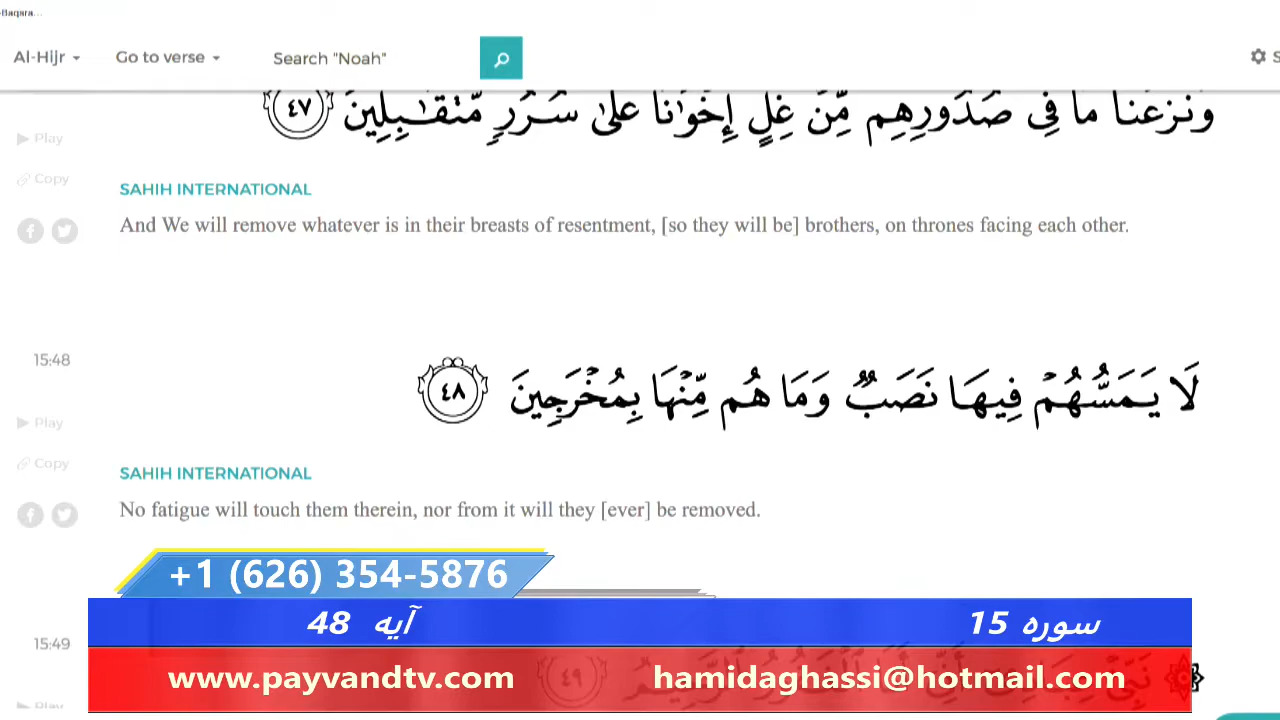 Baqara...
Al-Hijr Go to verse Search "Noah" S
وَنَزَعْنَا مَا فِى صُدُورِهِم مِّنْ غِلٍّ إِخْوَٰنًا عَلَىٰ سُرُرٍ مُّتَقَـٰبِلِينَ ٤٧
Play
Copy
SAHIH INTERNATIONAL
And We will remove whatever is in their breasts of resentment, [so they will be] brothers, on thrones facing each other.
15:48
لَا يَمَسُّهُمْ فِيهَا نَصَبٌ وَمَا هُم مِّنْهَا بِمُخْرَجِينَ ٤٨
Play
Copy
SAHIH INTERNATIONAL
No fatigue will touch them therein, nor from it will they [ever] be removed.
+1 (626) 354-5876
سوره 15 آیه 48
15:49
www.payvandtv.com hamidaghassi@hotmail.com
Play